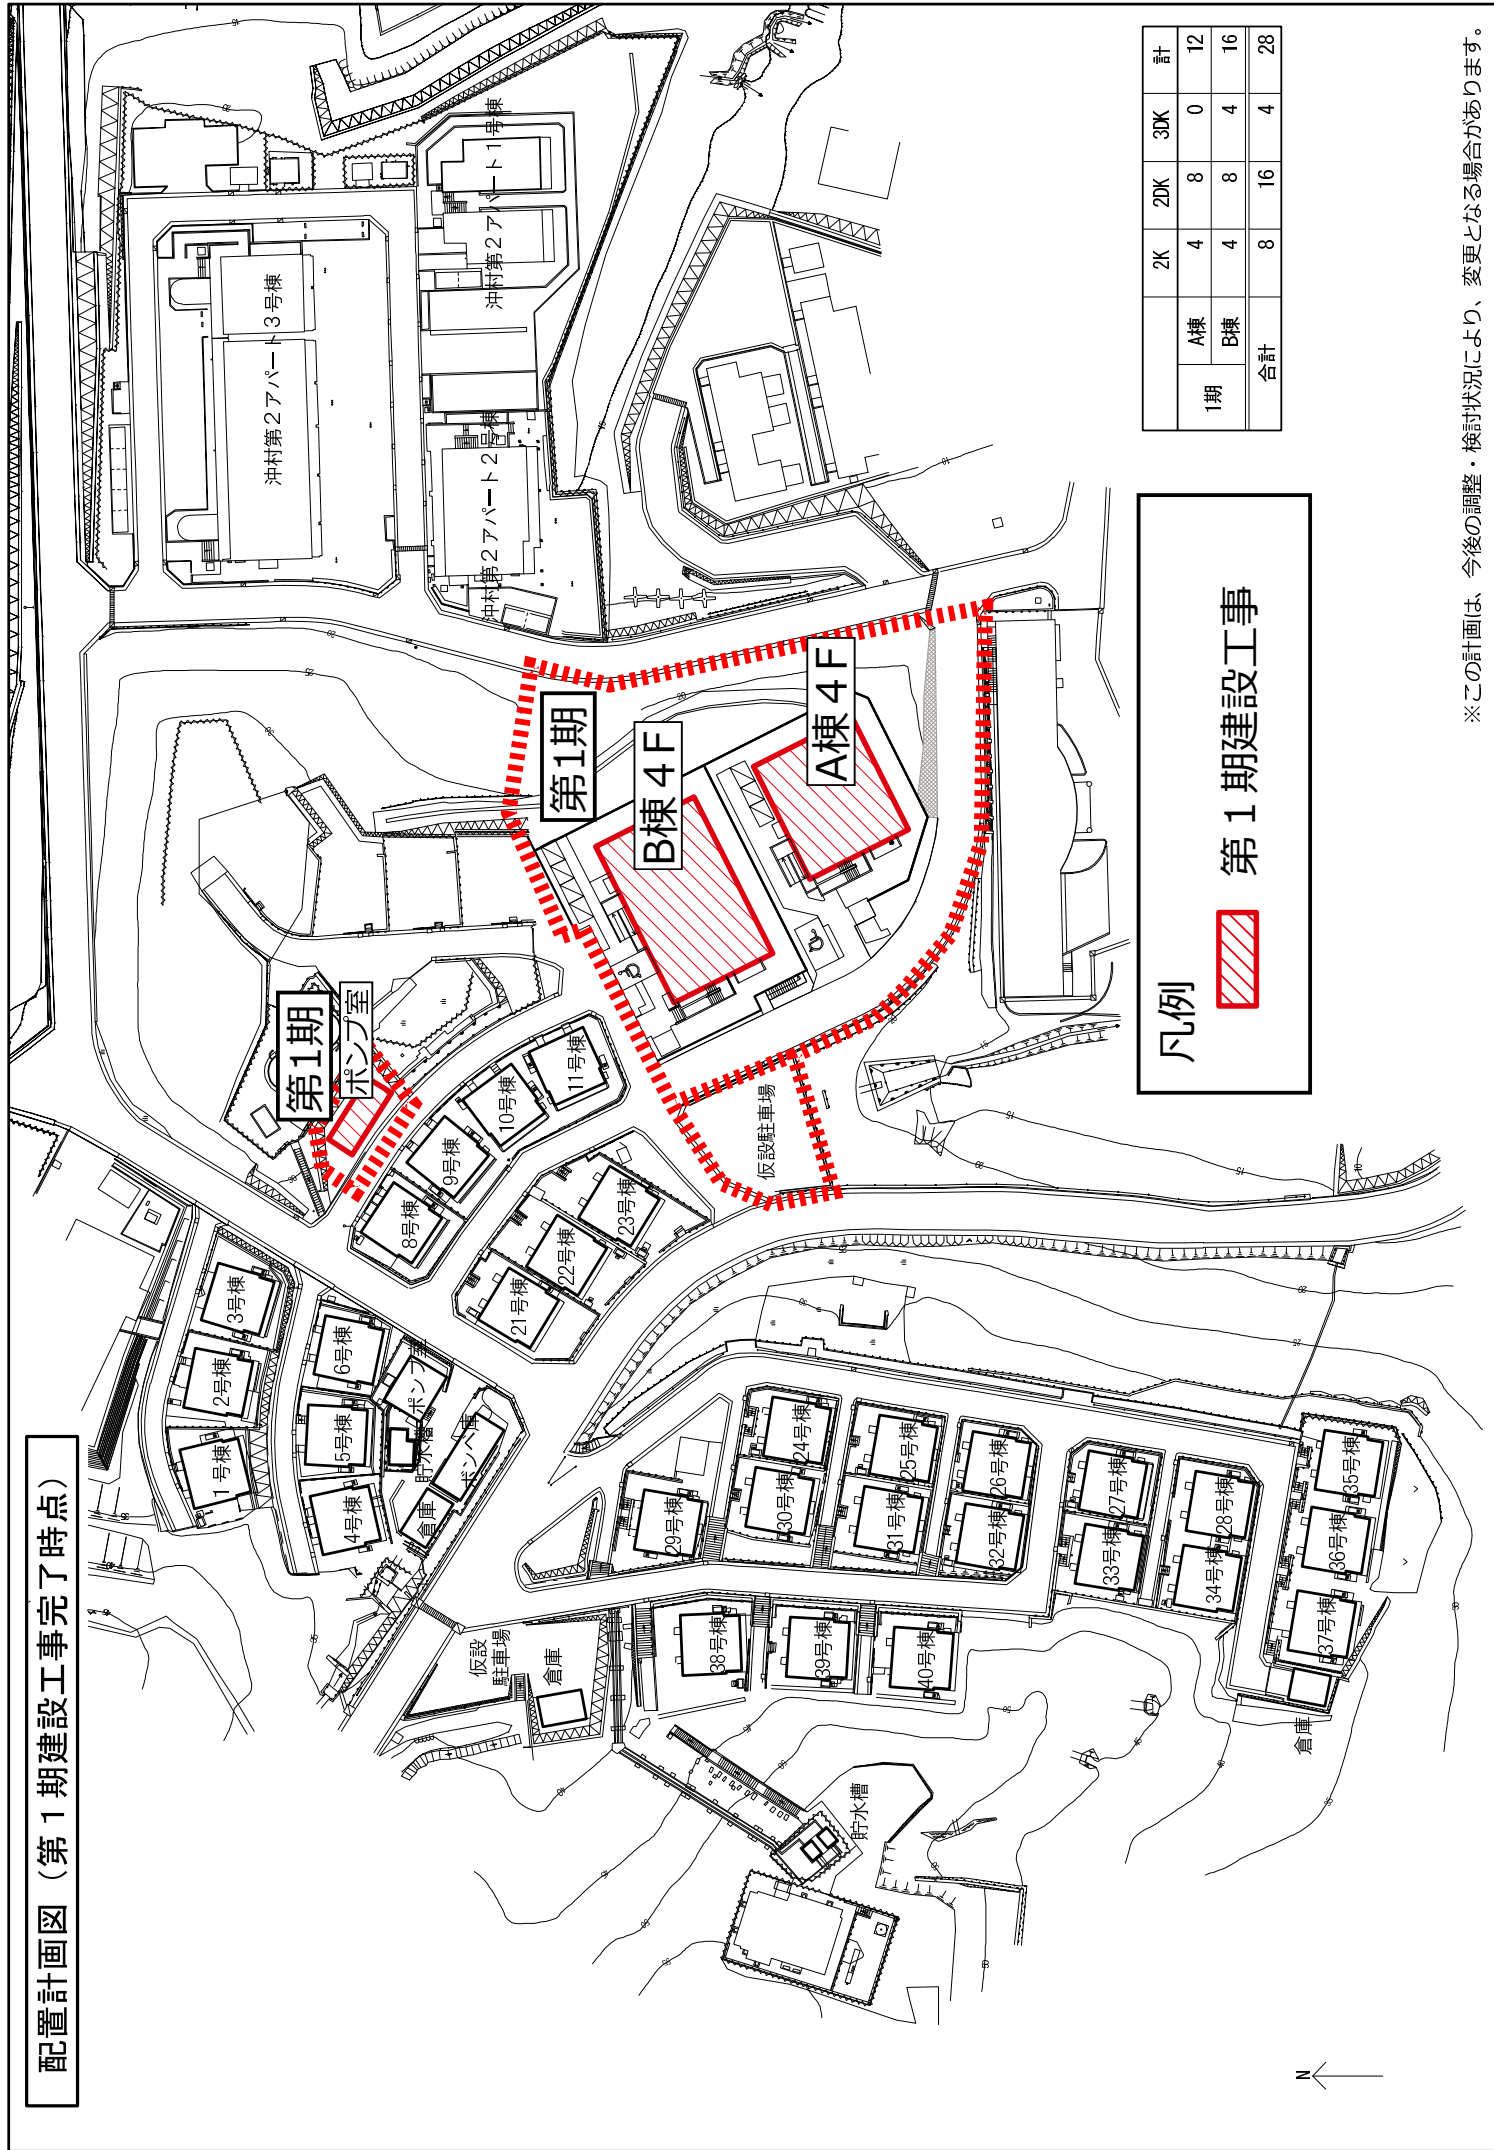 配置計画図（第１期建設工事完了時点）
沖村第２アパート３号棟
沖村第２アパート１号棟
沖村第２アパート２号棟
第1期
ポンプ室
第1期
B棟４F
A棟４F
仮設駐車場
1号棟
2号棟
3号棟
4号棟
5号棟
6号棟
ポンプ室
貯水槽
ボンベ庫
倉庫
8号棟
9号棟
10号棟
11号棟
21号棟
22号棟
23号棟
24号棟
25号棟
26号棟
27号棟
28号棟
29号棟
30号棟
31号棟
32号棟
33号棟
34号棟
35号棟
36号棟
37号棟
38号棟
39号棟
40号棟
仮設
駐車場
倉庫
倉庫
貯水槽
2K 2DK 3DK 計
1期 A棟 4 8 0 12
B棟 4 8 4 16
合計 8 16 4 28
凡例
第１期建設工事
※この計画は、今後の調整・検討状況により、変更となる場合があります。
N